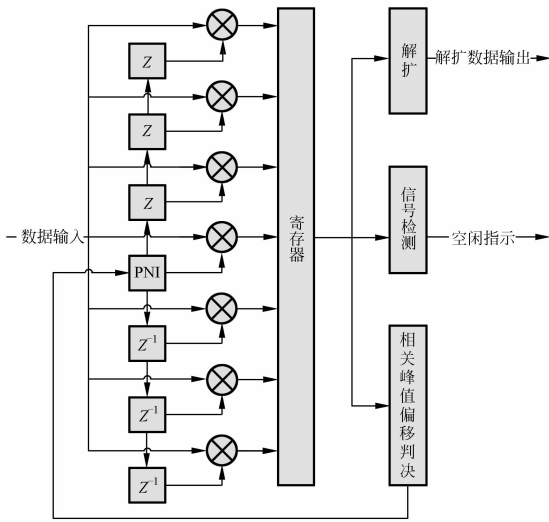 Z
Z
Z
数据输入
PNI
Z⁻¹
Z⁻¹
Z⁻¹
寄存器
解扩
解扩数据输出
信号检测
空闲指示
相关峰值偏移判决